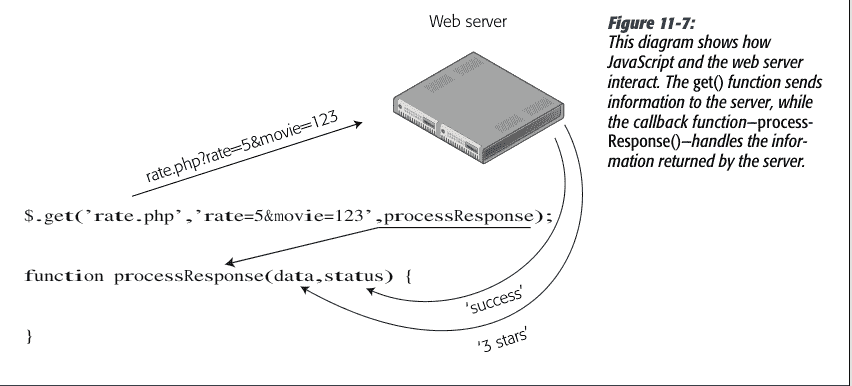 Web server
Figure 11-7:
This diagram shows how
JavaScript and the web server
interact. The get() function sends
information to the server, while
the callback function—process-
Response()—handles the infor-
mation returned by the server.
rate.php?rate=5&movie=123
$.get('rate.php','rate=5&movie=123',processResponse);
function processResponse(data,status) {
'success'
'3 stars'
}